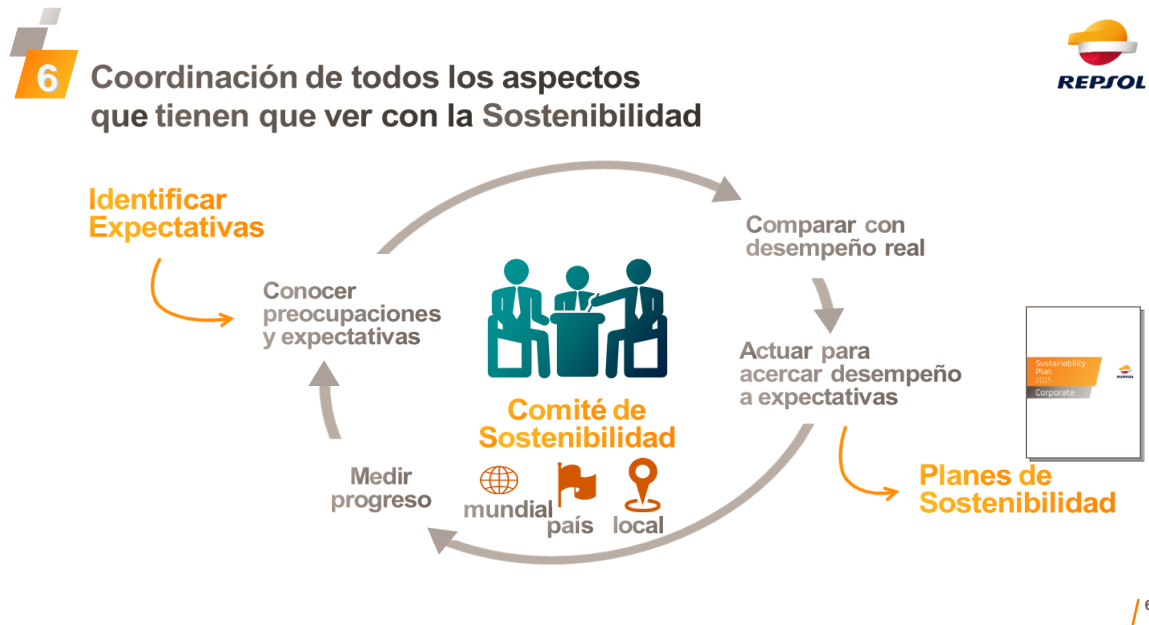 6
Coordinación de todos los aspectos
que tienen que ver con la Sostenibilidad
REPSOL
Identificar
Expectativas
Conocer
preocupaciones
y expectativas
Comparar con
desempeño real
Actuar para
acercar desempeño
a expectativas
Sustainability
Plan
2015
Corporate
REPSOL
Planes de
Sostenibilidad
Comité de
Sostenibilidad
mundial
país
local
Medir
progreso
6